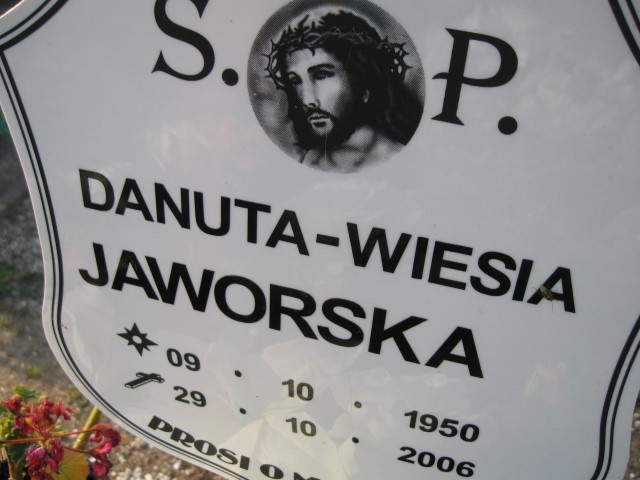 S. P.
DANUTA-WIESIA
JAWORSKA
09 . 10 . 1950
29 . 10 . 2006
PROSI O